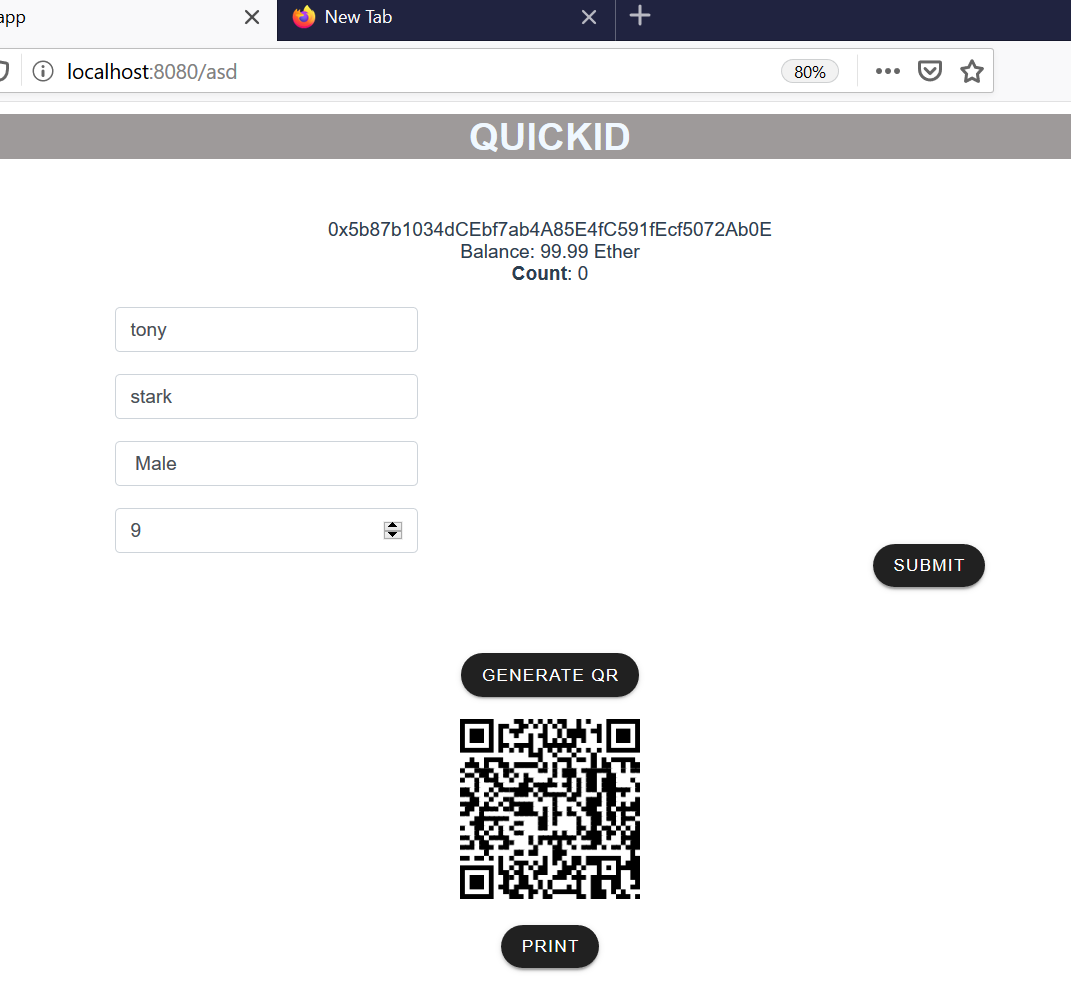 app
New Tab
localhost:8080/asd
80%
QUICKID
0x5b87b1034dCEbf7ab4A85E4fC591fEcf5072Ab0E
Balance: 99.99 Ether
Count: 0
tony
stark
Male
9
SUBMIT
GENERATE QR
PRINT